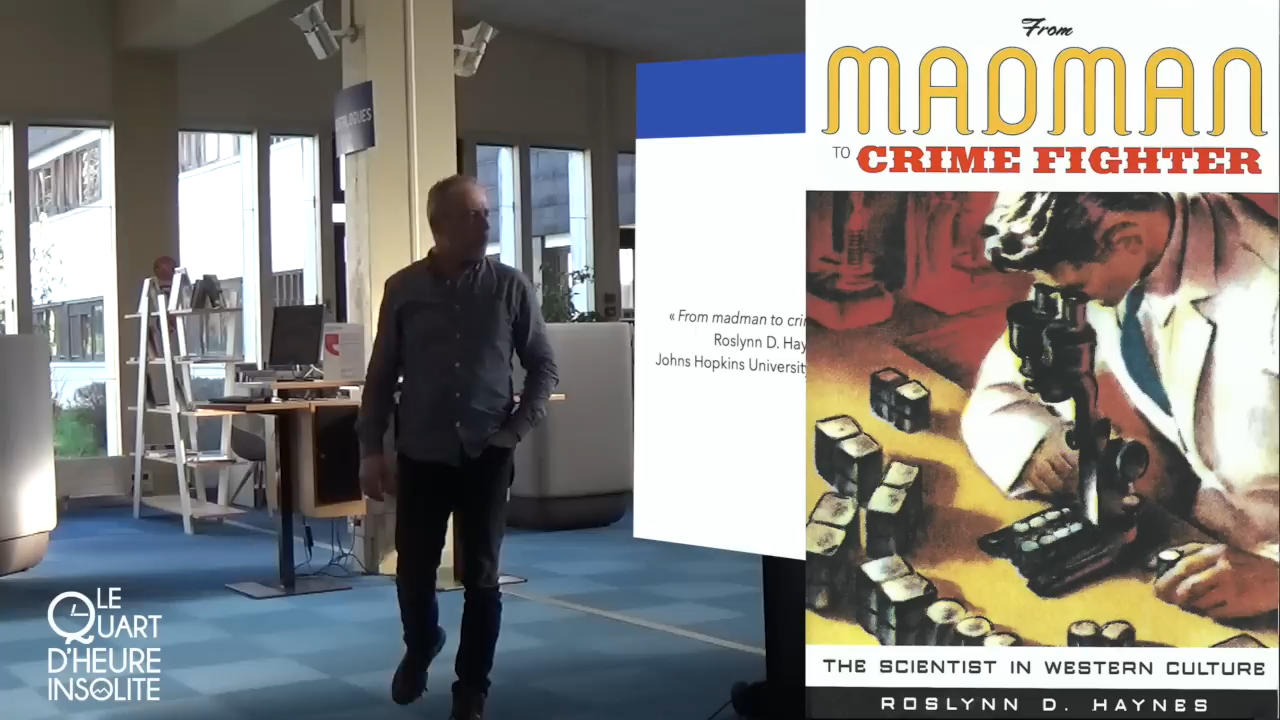 CATALOGUES
« From madman to cri
Roslynn D. Hay
Johns Hopkins University
From
MADMAN
TO CRIME FIGHTER
THE SCIENTIST IN WESTERN CULTURE
ROSLYNN D. HAYNES
LE
QUART
D'HEURE
INSOLITE